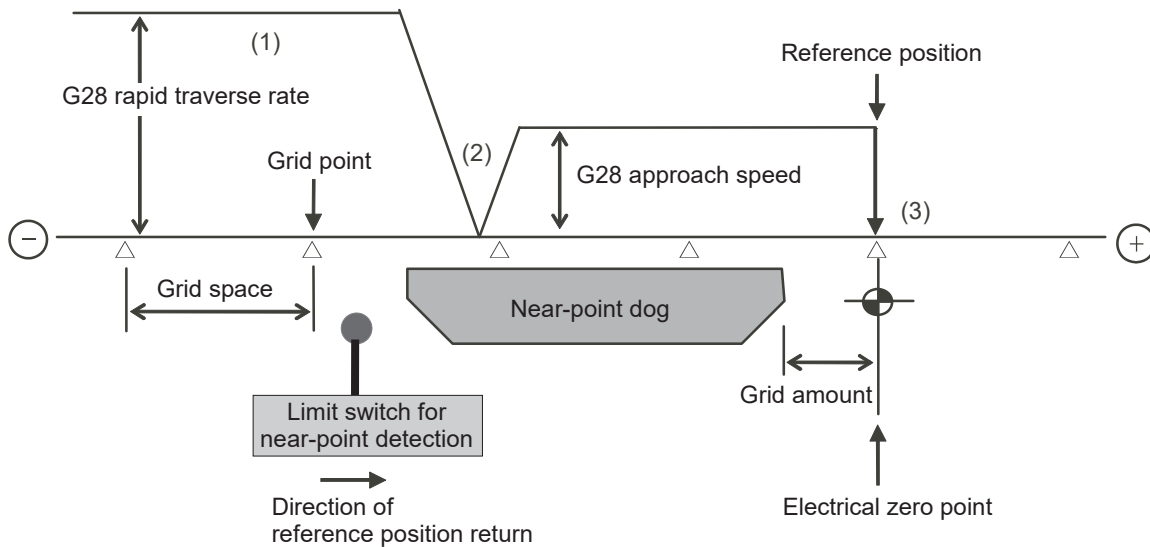 (1)
Reference position
G28 rapid traverse rate
Grid point
(2)
G28 approach speed
(3)
−
+
Grid space
Near-point dog
Grid amount
Limit switch for
near-point detection
Direction of
reference position return
Electrical zero point